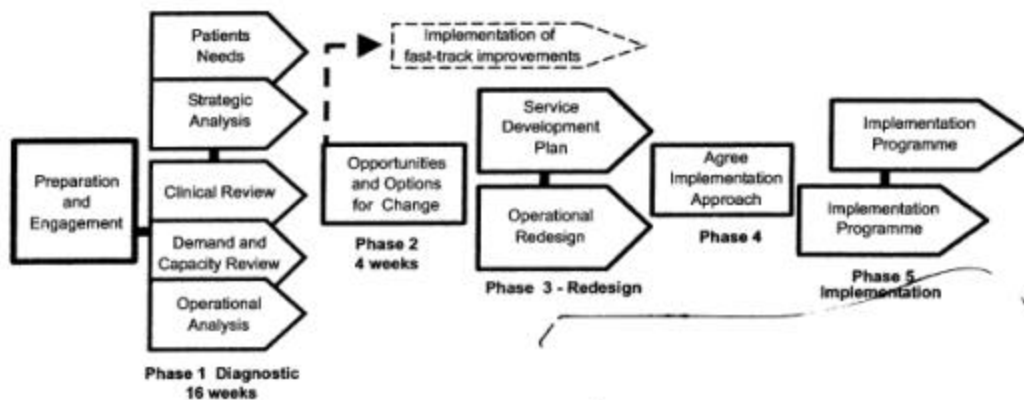 Preparation
and
Engagement
Patients
Needs
Strategic
Analysis
Clinical Review
Demand and
Capacity Review
Operational
Analysis
Phase 1 Diagnostic
16 weeks
Implementation of
fast-track improvements
Opportunities
and Options
for Change
Phase 2
4 weeks
Service
Development
Plan
Operational
Redesign
Phase 3 - Redesign
Agree
Implementation
Approach
Phase 4
Implementation
Programme
Implementation
Programme
Phase 5
Implementation